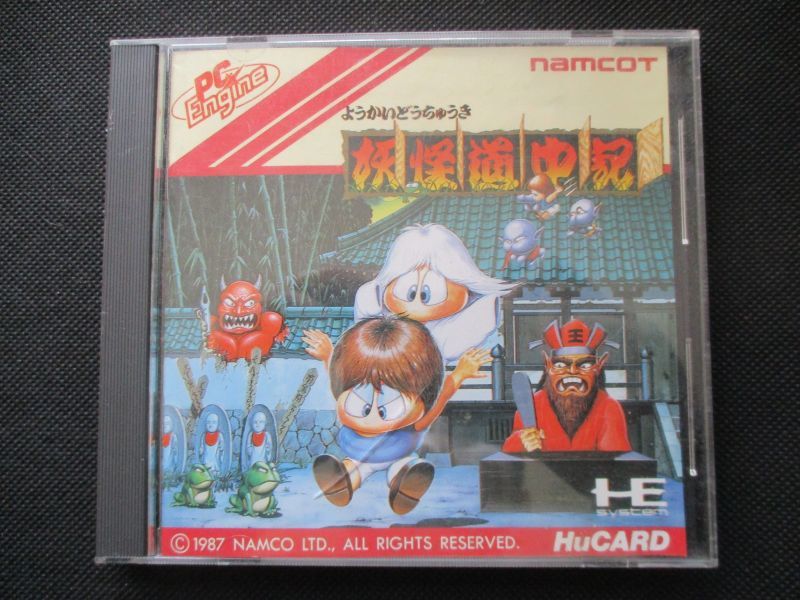 PC Engine
namcot
ようかいどうちゅうき
妖怪道中記
王
HE
system
© 1987 NAMCO LTD., ALL RIGHTS RESERVED.
HuCARD